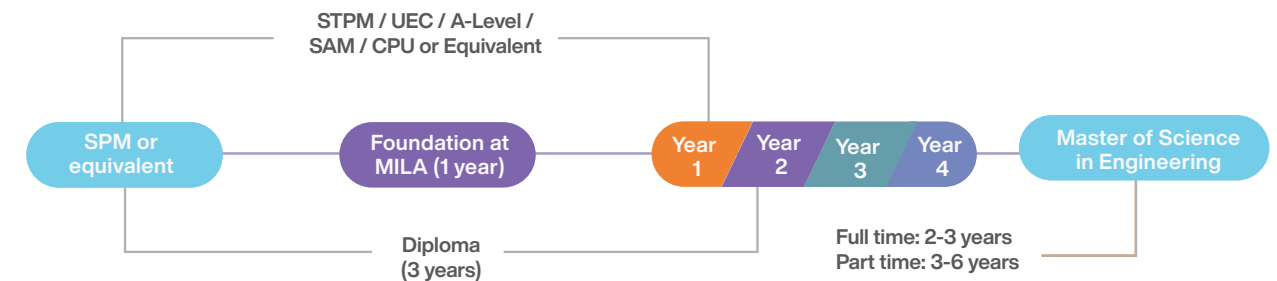 STPM / UEC / A-Level /
SAM / CPU or Equivalent
SPM or
equivalent
Foundation at
MILA (1 year)
Year
1
Year
2
Year
3
Year
4
Master of Science
in Engineering
Diploma
(3 years)
Full time: 2-3 years
Part time: 3-6 years